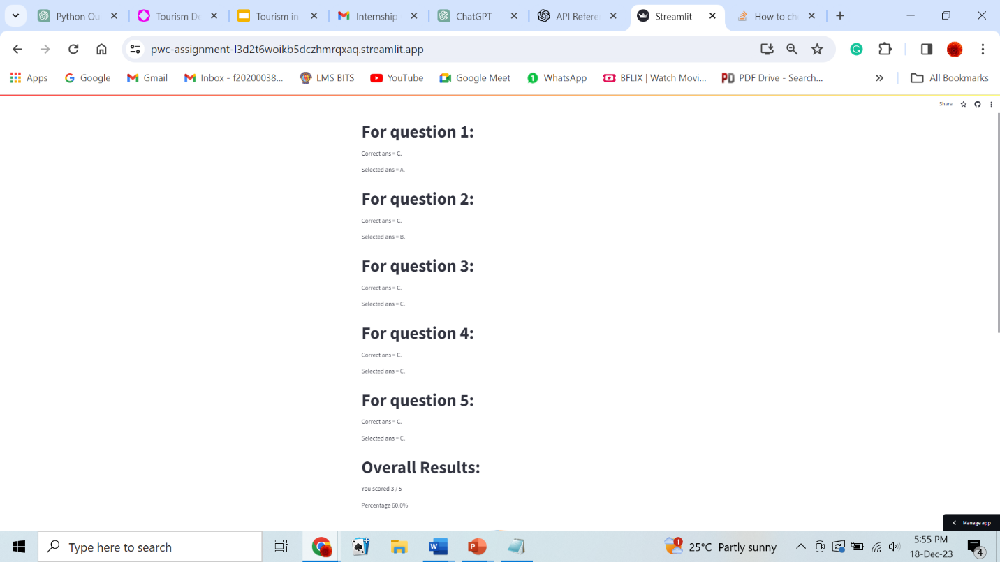 Python Qu
Tourism De
Tourism in
Internship
ChatGPT
API Refere
Streamlit
How to ch
pwc-assignment-l3d2t6woikb5dczhmrqxaq.streamlit.app
Apps
Google
Gmail
Inbox - f20200038...
LMS BITS
YouTube
Google Meet
WhatsApp
BFLIX | Watch Movi...
PDF Drive - Search...
All Bookmarks
Share
For question 1:
Correct ans = C.
Selected ans = A.
For question 2:
Correct ans = C.
Selected ans = B.
For question 3:
Correct ans = C.
Selected ans = C.
For question 4:
Correct ans = C.
Selected ans = C.
For question 5:
Correct ans = C.
Selected ans = C.
Overall Results:
You scored 3 / 5
Percentage 60.0%
Manage app
Type here to search
1
25°C Partly sunny
5:55 PM
18-Dec-23
4